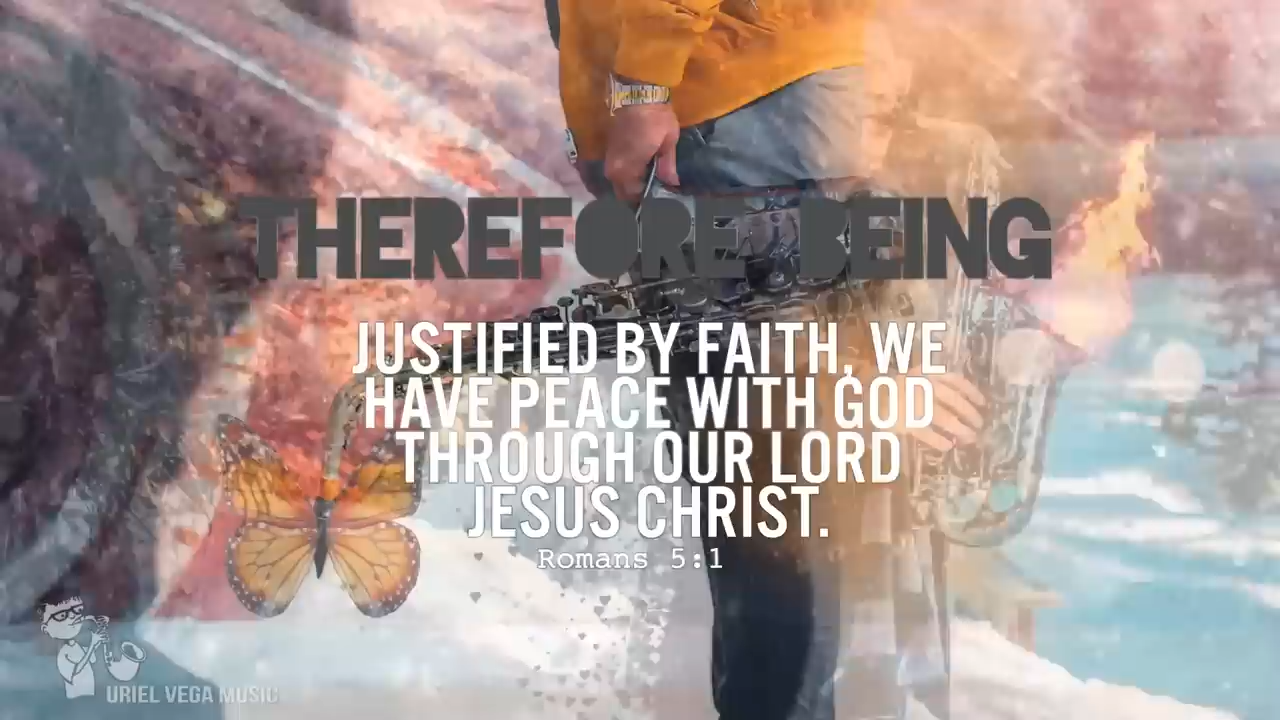 THEREFORE BEING
JUSTIFIED BY FAITH, WE
HAVE PEACE WITH GOD
THROUGH OUR LORD
JESUS CHRIST.
Romans 5:1
URIEL VEGA MUSIC